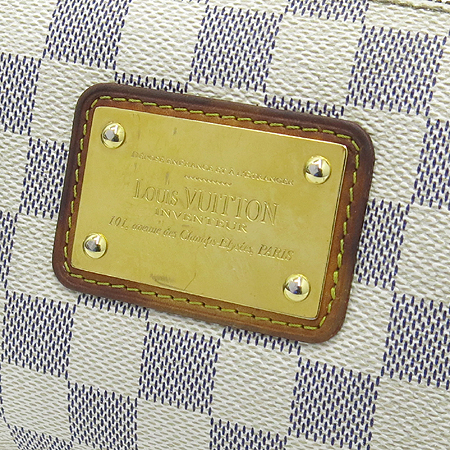 Louis VUITTON
INVENTEUR
101, avenue des Champs-Elysées, PARIS